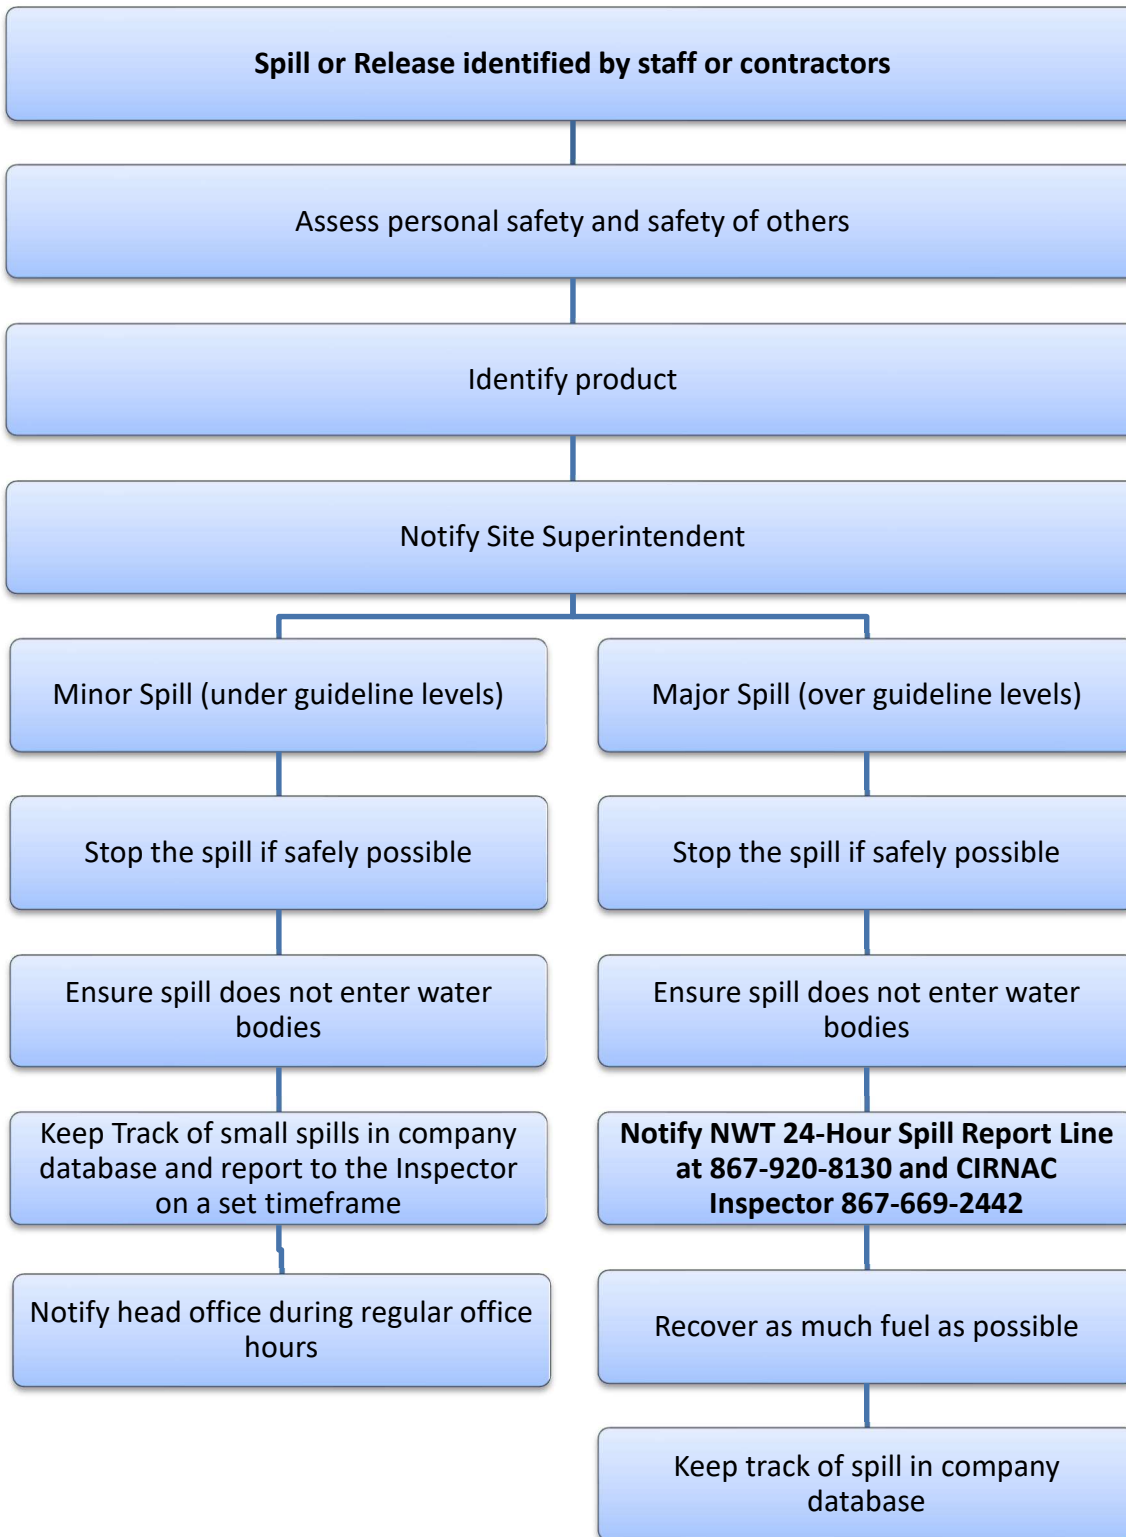 Spill or Release identified by staff or contractors
Assess personal safety and safety of others
Identify product
Notify Site Superintendent
Minor Spill (under guideline levels)
Stop the spill if safely possible
Ensure spill does not enter water
bodies
Keep Track of small spills in company
database and report to the Inspector
on a set timeframe
Notify head office during regular office
hours
Major Spill (over guideline levels)
Stop the spill if safely possible
Ensure spill does not enter water
bodies
Notify NWT 24-Hour Spill Report Line
at 867-920-8130 and CIRNAC
Inspector 867-669-2442
Recover as much fuel as possible
Keep track of spill in company
database